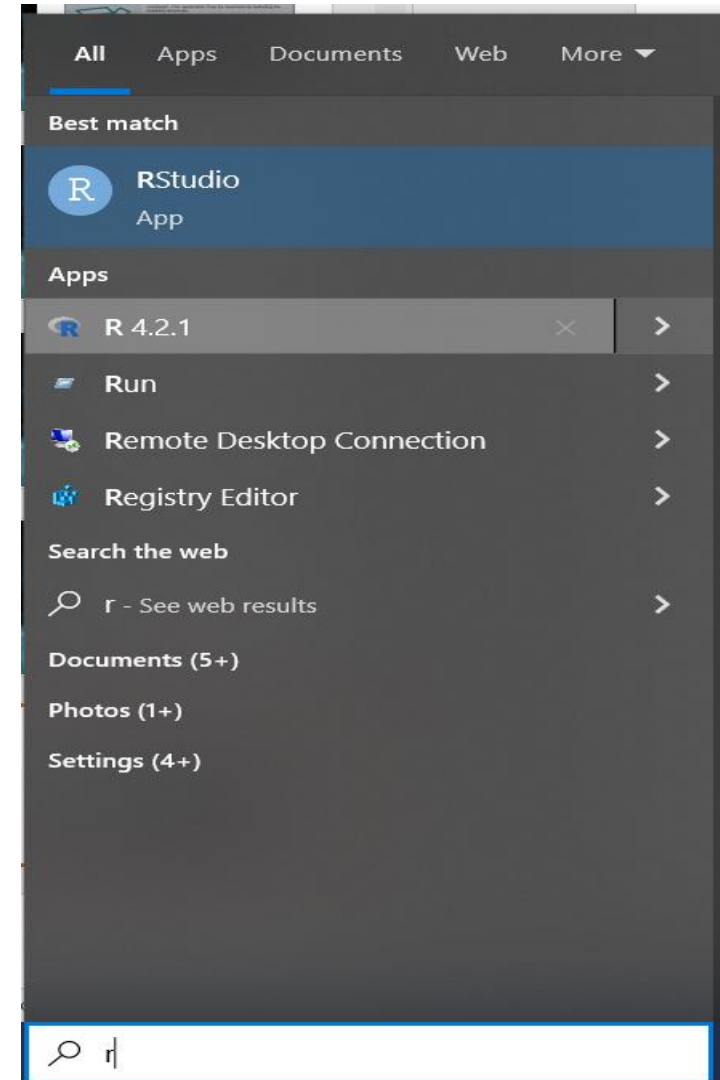 All Apps Documents Web More
Best match
R RStudio
App
Apps
R R 4.2.1
Run
Remote Desktop Connection
Registry Editor
Search the web
r - See web results
Documents (5+)
Photos (1+)
Settings (4+)
r